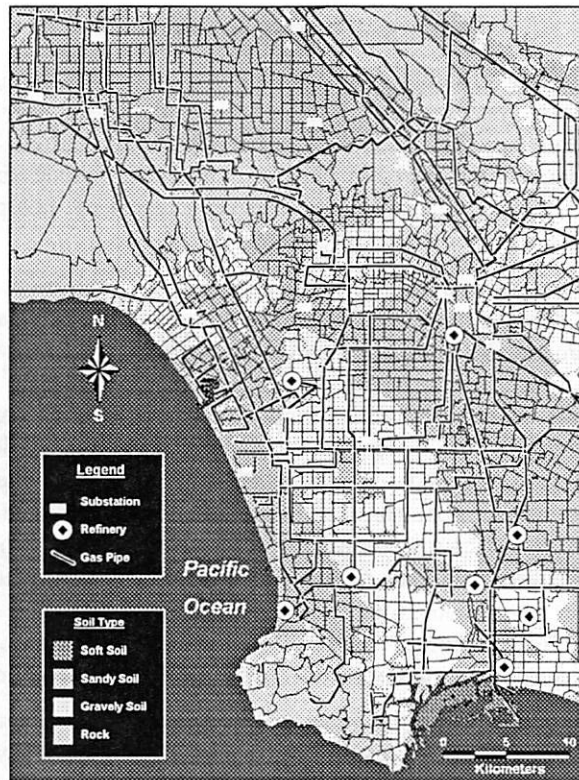 N
S
Legend
Substation
Refinery
Gas Pipe
Pacific
Ocean
Soil Type
Soft Soil
Sandy Soil
Gravely Soil
Rock
0 5 10
Kilometers